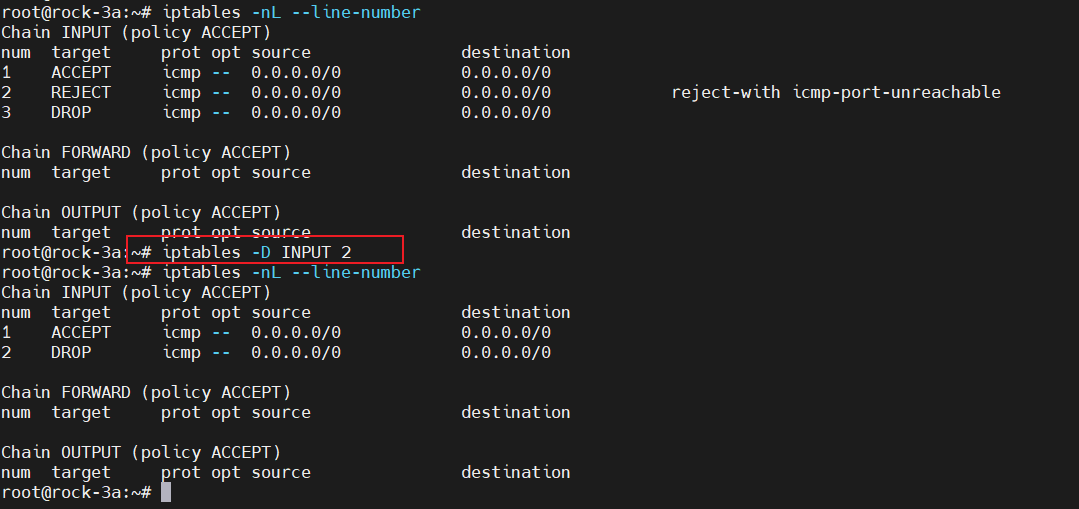 root@rock-3a:~# iptables -nL --line-number
Chain INPUT (policy ACCEPT)
num  target     prot opt source               destination
1    ACCEPT     icmp --  0.0.0.0/0            0.0.0.0/0
2    REJECT     icmp --  0.0.0.0/0            0.0.0.0/0            reject-with icmp-port-unreachable
3    DROP       icmp --  0.0.0.0/0            0.0.0.0/0

Chain FORWARD (policy ACCEPT)
num  target     prot opt source               destination

Chain OUTPUT (policy ACCEPT)
num  target     prot opt source               destination
root@rock-3a:~# iptables -D INPUT 2
root@rock-3a:~# iptables -nL --line-number
Chain INPUT (policy ACCEPT)
num  target     prot opt source               destination
1    ACCEPT     icmp --  0.0.0.0/0            0.0.0.0/0
2    DROP       icmp --  0.0.0.0/0            0.0.0.0/0

Chain FORWARD (policy ACCEPT)
num  target     prot opt source               destination

Chain OUTPUT (policy ACCEPT)
num  target     prot opt source               destination
root@rock-3a:~#